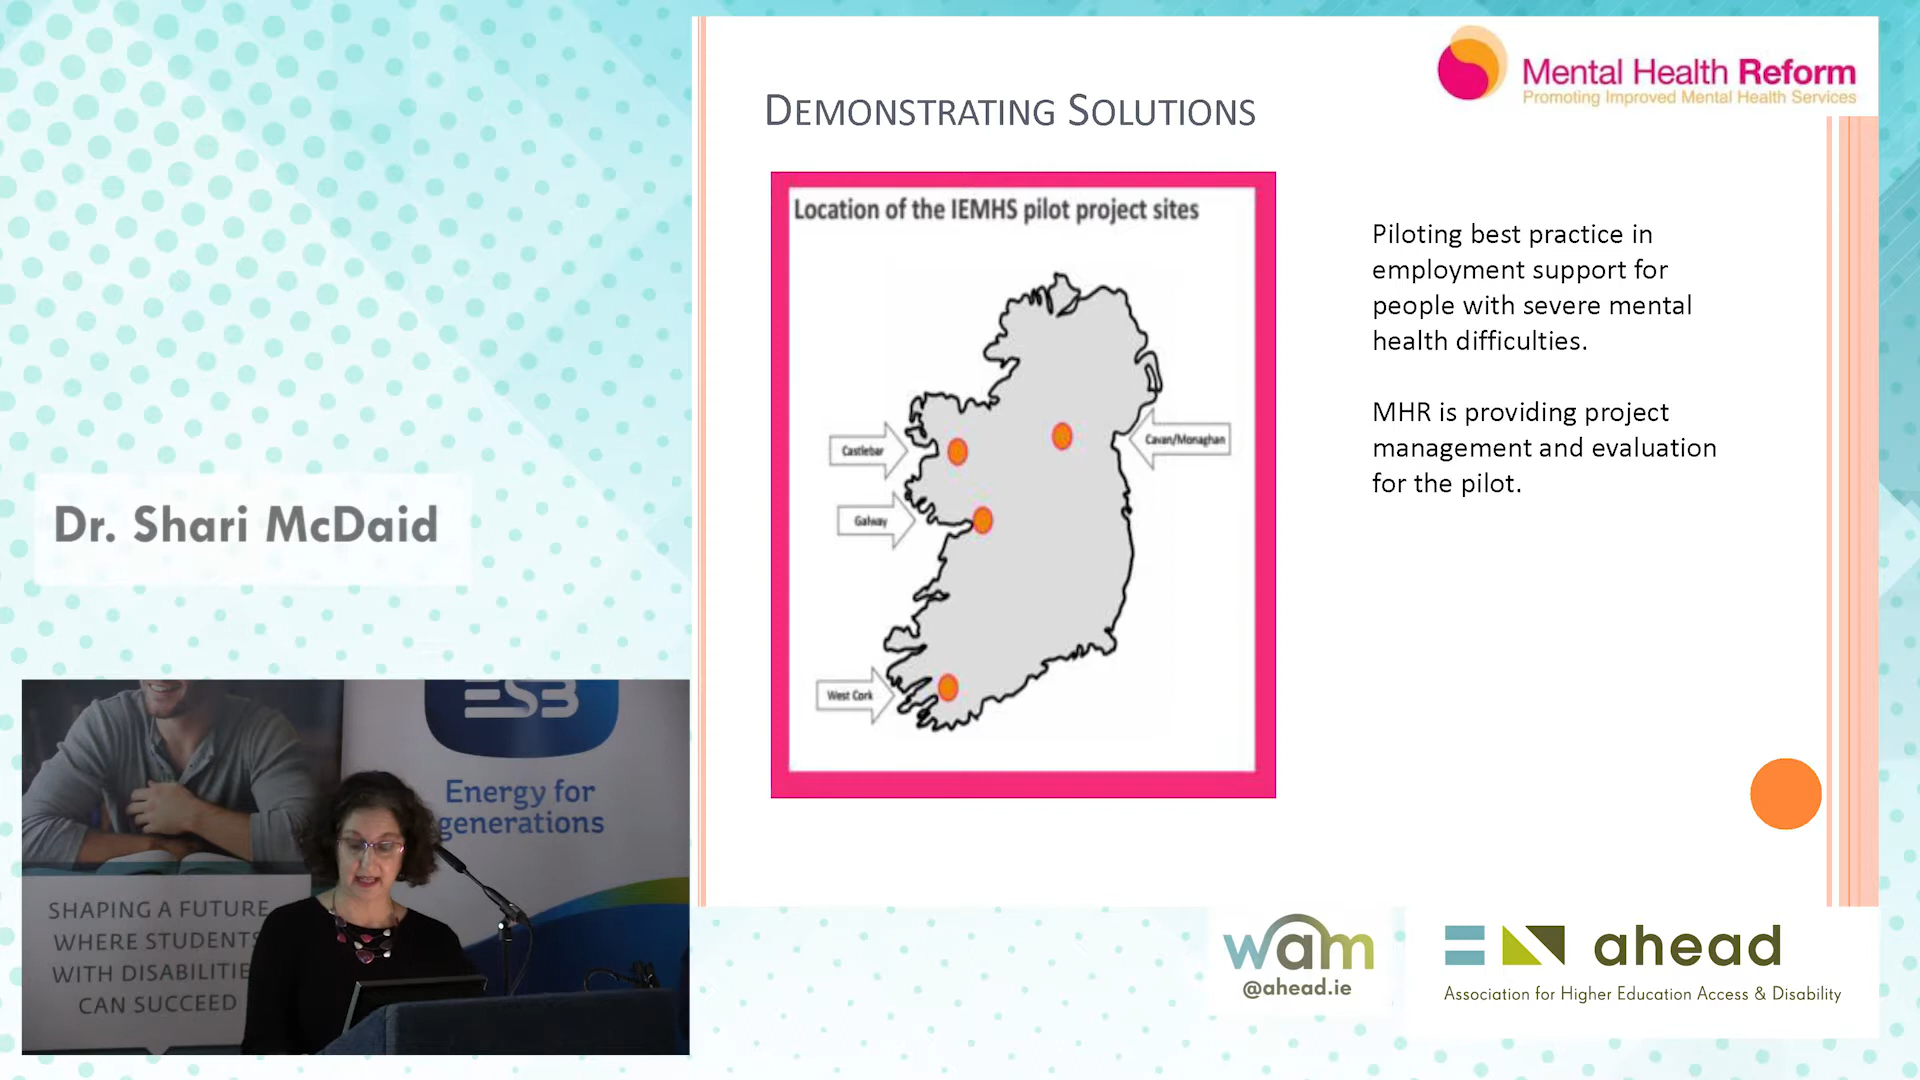 Mental Health Reform
Promoting Improved Mental Health Services
DEMONSTRATING SOLUTIONS
Location of the IEMHS pilot project sites
Castlebar
Cavan/Monaghan
Galway
West Cork
Piloting best practice in
employment support for
people with severe mental
health difficulties.
MHR is providing project
management and evaluation
for the pilot.
Dr. Shari McDaid
ESB
Energy for
generations
SHAPING A FUTURE
WHERE STUDENTS
WITH DISABILITIE
CAN SUCCEED
wam
@ahead.ie
ahead
Association for Higher Education Access & Disability